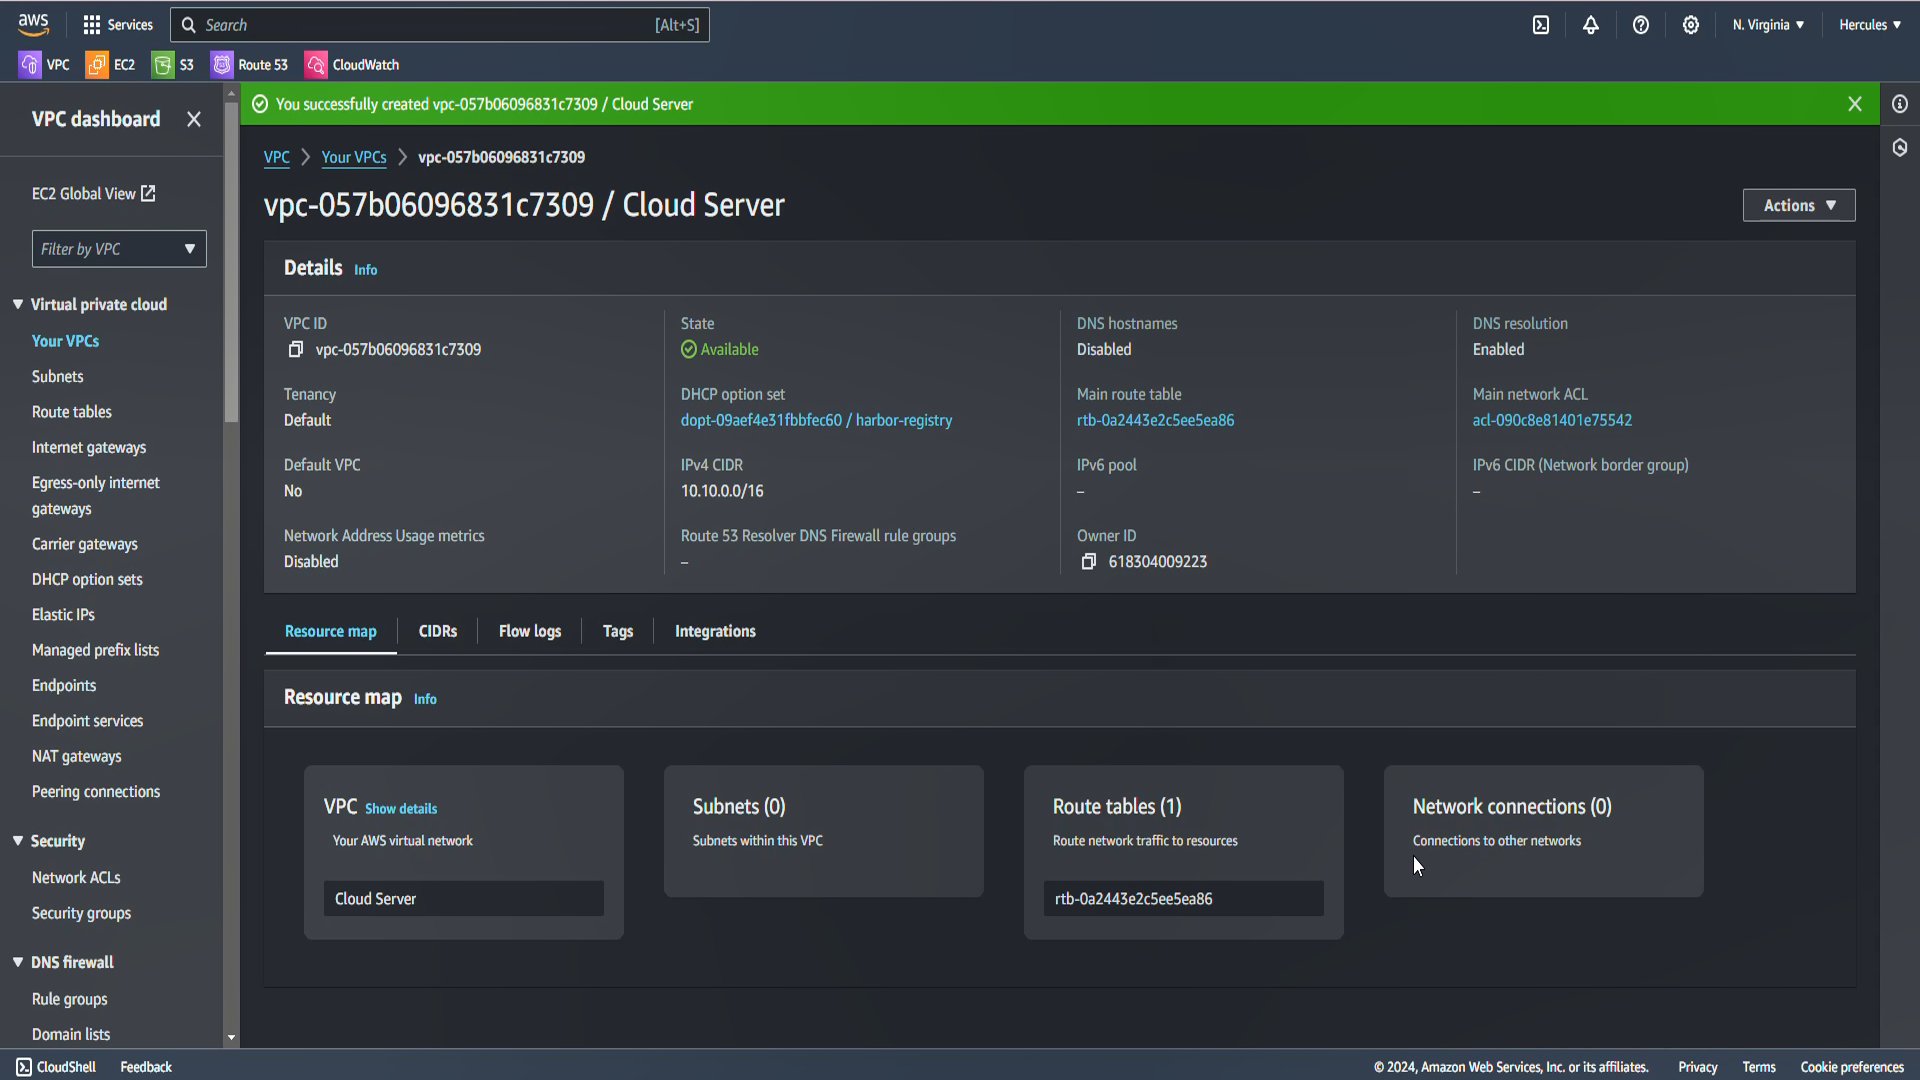 aws
Services
Search [Alt+S]
N. Virginia ▼
Hercules ▼
VPC
EC2
S3
Route 53
CloudWatch
VPC dashboard
EC2 Global View
Filter by VPC
Virtual private cloud
Your VPCs
Subnets
Route tables
Internet gateways
Egress-only internet
gateways
Carrier gateways
DHCP option sets
Elastic IPs
Managed prefix lists
Endpoints
Endpoint services
NAT gateways
Peering connections
Security
Network ACLs
Security groups
DNS firewall
Rule groups
Domain lists
You successfully created vpc-057b06096831c7309 / Cloud Server
VPC > Your VPCs > vpc-057b06096831c7309
vpc-057b06096831c7309 / Cloud Server
Actions ▼
Details Info
VPC ID
vpc-057b06096831c7309
State
Available
DNS hostnames
Disabled
DNS resolution
Enabled
Tenancy
Default
DHCP option set
dopt-09aef4e31fbbfec60 / harbor-registry
Main route table
rtb-0a2443e2c5ee5ea86
Main network ACL
acl-090c8e81401e75542
Default VPC
No
IPv4 CIDR
10.10.0.0/16
IPv6 pool
–
IPv6 CIDR (Network border group)
–
Network Address Usage metrics
Disabled
Route 53 Resolver DNS Firewall rule groups
–
Owner ID
618304009223
Resource map
CIDRs
Flow logs
Tags
Integrations
Resource map Info
VPC Show details
Your AWS virtual network
Cloud Server
Subnets (0)
Subnets within this VPC
Route tables (1)
Route network traffic to resources
rtb-0a2443e2c5ee5ea86
Network connections (0)
Connections to other networks
CloudShell
Feedback
© 2024, Amazon Web Services, Inc. or its affiliates.
Privacy
Terms
Cookie preferences